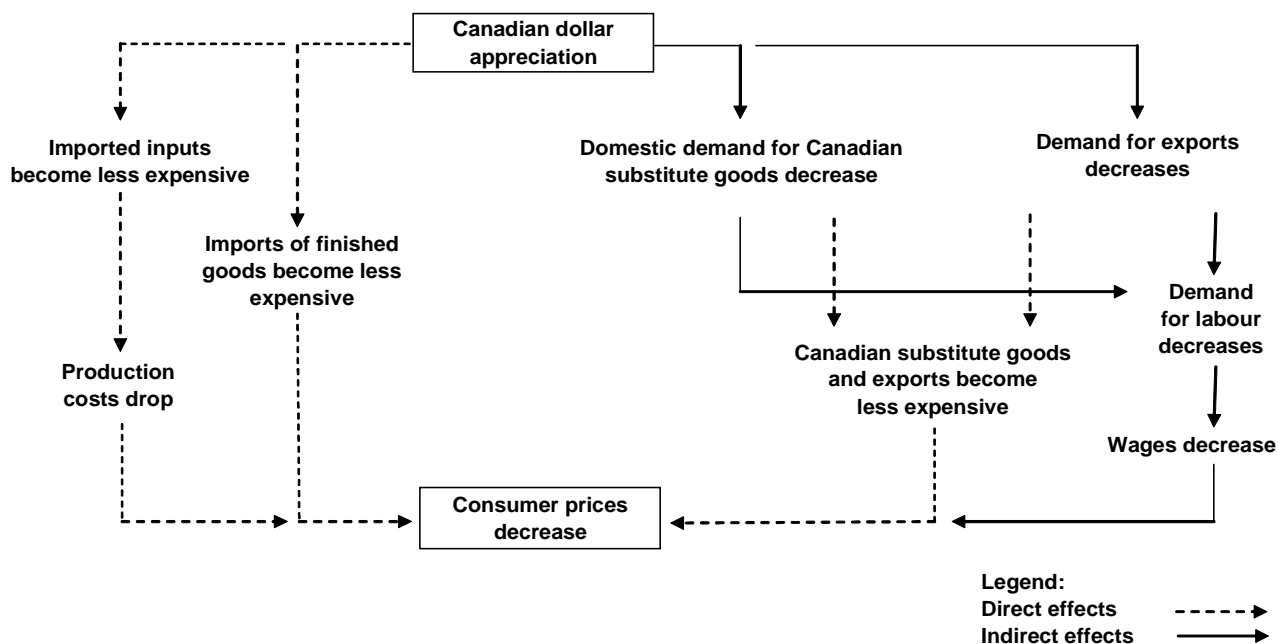 Canadian dollar
appreciation
Imported inputs
become less expensive
Domestic demand for Canadian
substitute goods decrease
Demand for exports
decreases
Imports of finished
goods become less
expensive
Demand
for labour
decreases
Production
costs drop
Canadian substitute goods
and exports become
less expensive
Wages decrease
Consumer prices
decrease
Legend:
Direct effects
Indirect effects